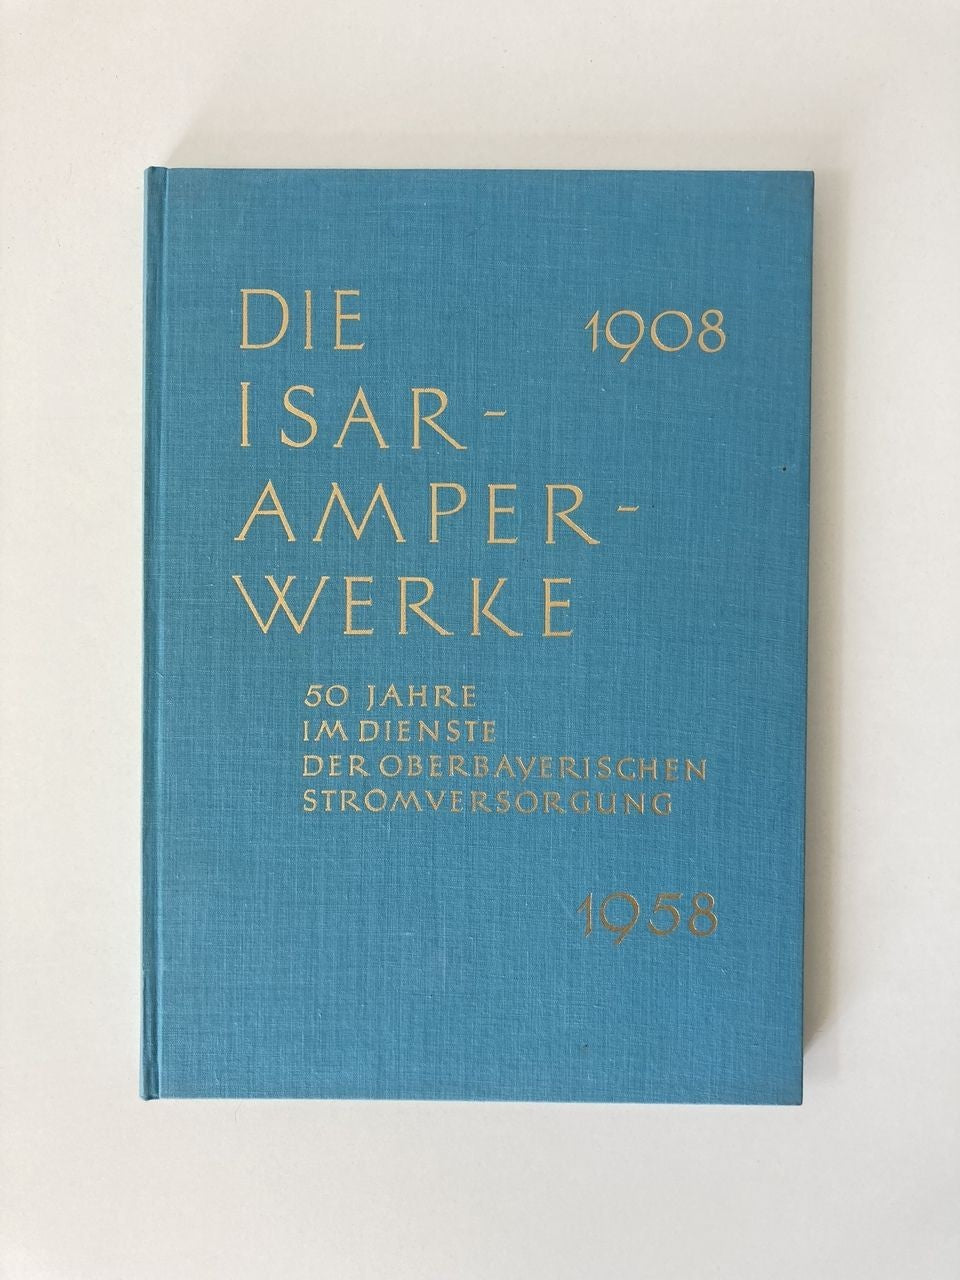 DIE 1908
ISAR-
AMPER-
WERKE
50 JAHRE
IM DIENSTE
DER OBERBAYERISCHEN
STROMVERSORGUNG
1958